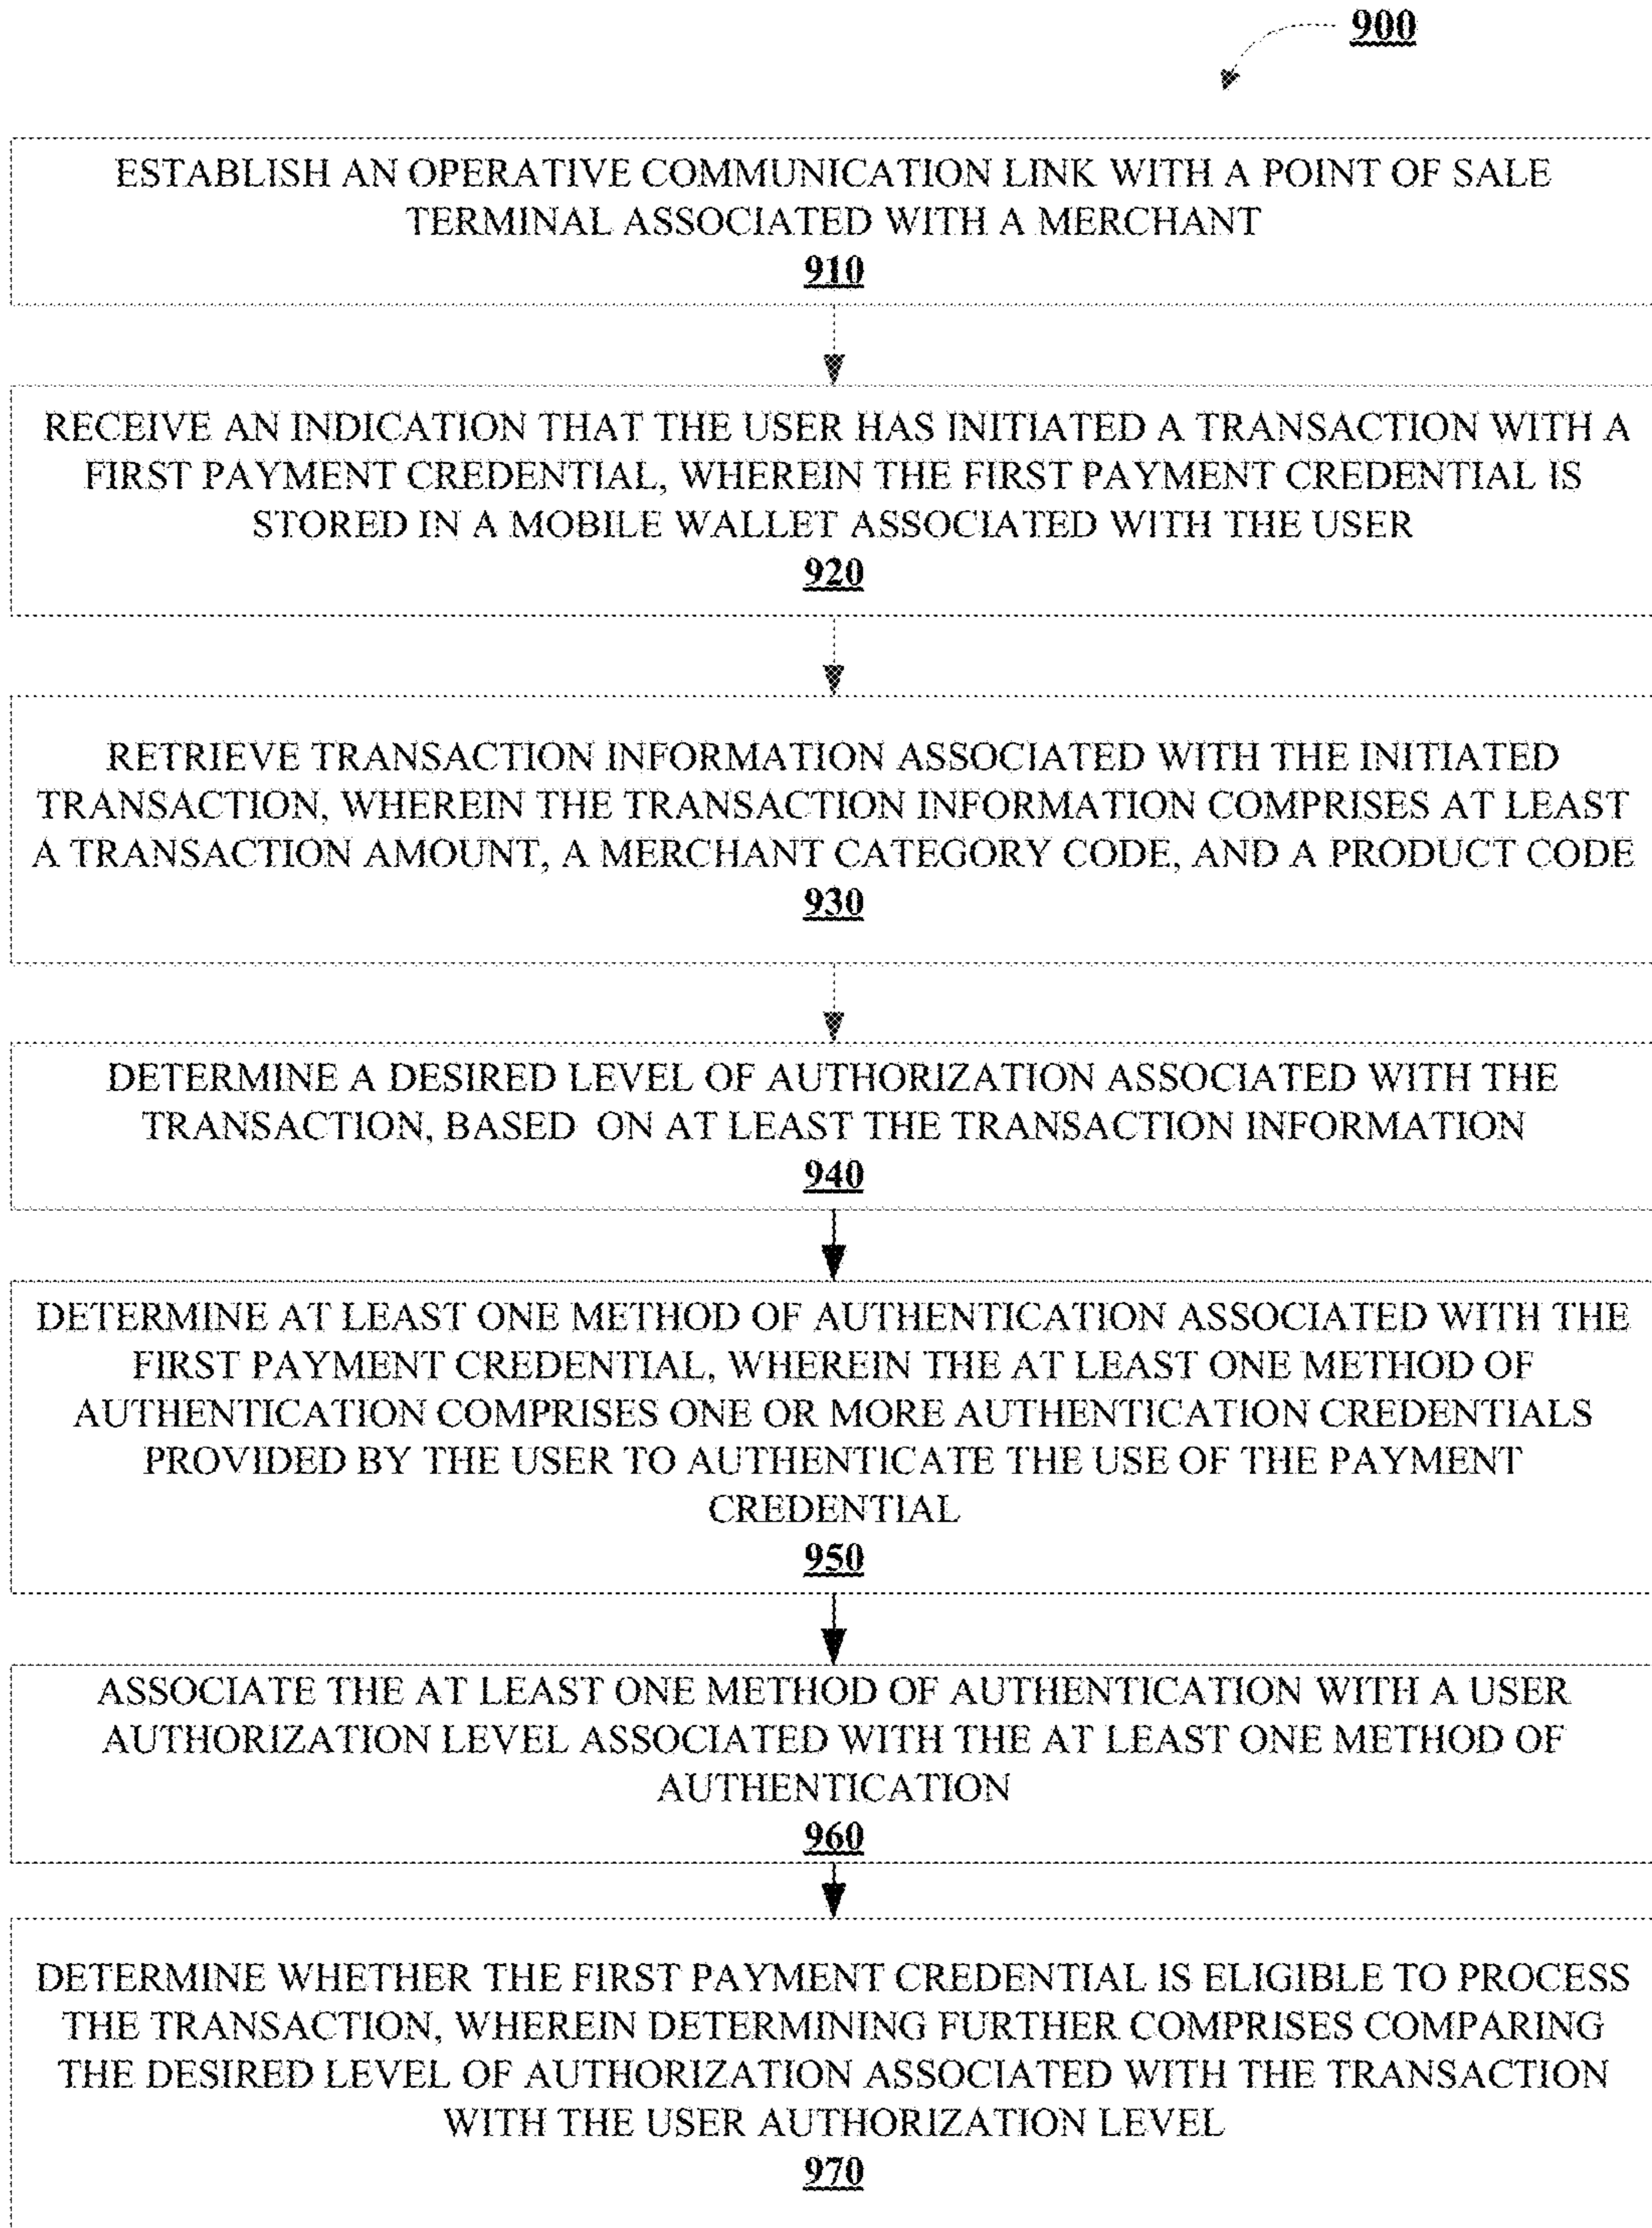 900
ESTABLISH AN OPERATIVE COMMUNICATION LINK WITH A POINT OF SALE
TERMINAL ASSOCIATED WITH A MERCHANT
910
RECEIVE AN INDICATION THAT THE USER HAS INITIATED A TRANSACTION WITH A
FIRST PAYMENT CREDENTIAL, WHEREIN THE FIRST PAYMENT CREDENTIAL IS
STORED IN A MOBILE WALLET ASSOCIATED WITH THE USER
920
RETRIEVE TRANSACTION INFORMATION ASSOCIATED WITH THE INITIATED
TRANSACTION, WHEREIN THE TRANSACTION INFORMATION COMPRISES AT LEAST
A TRANSACTION AMOUNT, A MERCHANT CATEGORY CODE, AND A PRODUCT CODE
930
DETERMINE A DESIRED LEVEL OF AUTHORIZATION ASSOCIATED WITH THE
TRANSACTION, BASED ON AT LEAST THE TRANSACTION INFORMATION
940
DETERMINE AT LEAST ONE METHOD OF AUTHENTICATION ASSOCIATED WITH THE
FIRST PAYMENT CREDENTIAL, WHEREIN THE AT LEAST ONE METHOD OF
AUTHENTICATION COMPRISES ONE OR MORE AUTHENTICATION CREDENTIALS
PROVIDED BY THE USER TO AUTHENTICATE THE USE OF THE PAYMENT
CREDENTIAL
950
ASSOCIATE THE AT LEAST ONE METHOD OF AUTHENTICATION WITH A USER
AUTHORIZATION LEVEL ASSOCIATED WITH THE AT LEAST ONE METHOD OF
AUTHENTICATION
960
DETERMINE WHETHER THE FIRST PAYMENT CREDENTIAL IS ELIGIBLE TO PROCESS
THE TRANSACTION, WHEREIN DETERMINING FURTHER COMPRISES COMPARING
THE DESIRED LEVEL OF AUTHORIZATION ASSOCIATED WITH THE TRANSACTION
WITH THE USER AUTHORIZATION LEVEL
970